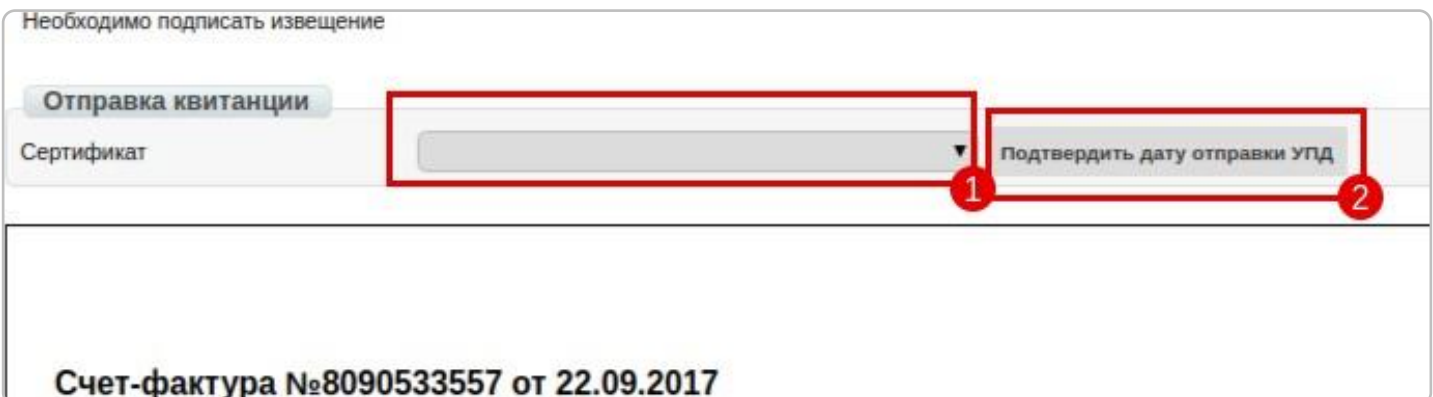 Необходимо подписать извещение
Отправка квитанции
Сертификат
Подтвердить дату отправки УПД
1
2
Счет-фактура №8090533557 от 22.09.2017